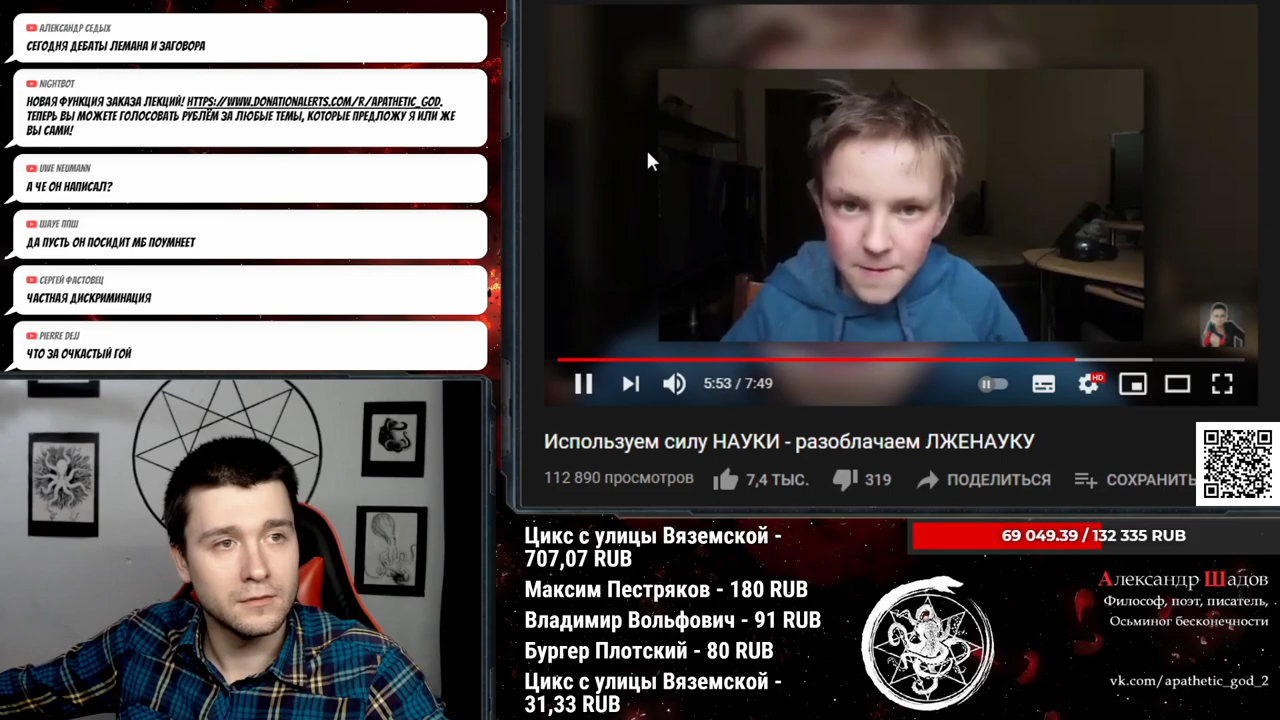 АЛЕКСАНДР СЕДЫХ
СЕГОДНЯ ДЕБАТЫ ЛЕМАНА И ЗАГОВОРА
NIGHTBOT
НОВАЯ ФУНКЦИЯ ЗАКАЗА ЛЕКЦИЙ! HTTPS://WWW.DONATIONALERTS.COM/R/APATHETIC_GOD.
ТЕПЕРЬ ВЫ МОЖЕТЕ ГОЛОСОВАТЬ РУБЛЁМ ЗА ЛЮБЫЕ ТЕМЫ, КОТОРЫЕ ПРЕДЛОЖУ Я ИЛИ ЖЕ
ВЫ САМИ!
UWE NEUMANN
А ЧЕ ОН НАПИСАЛ?
ШАУЕ ППШ
ДА ПУСТЬ ОН ПОСИДИТ МБ ПОУМНЕЕТ
СЕРГЕЙ ФАСТОВЕЦ
ЧАСТНАЯ ДИСКРИМИНАЦИЯ
PIERRE DEJJ
ЧТО ЗА ОЧКАСТЫЙ ГОЙ
5:53 / 7:49
HD
Используем силу НАУКИ - разоблачаем ЛЖЕНАУКУ
112 890 просмотров
7,4 ТЫС.
319
ПОДЕЛИТЬСЯ
СОХРАНИТЬ
Цикс с улицы Вяземской -
707,07 RUB
Максим Пестряков - 180 RUB
Владимир Вольфович - 91 RUB
Бургер Плотский - 80 RUB
Цикс с улицы Вяземской -
31,33 RUB
69 049.39 / 132 335 RUB
Александр Шадов
Философ, поэт, писатель,
Осьминог бесконечности
vk.com/apathetic_god_2